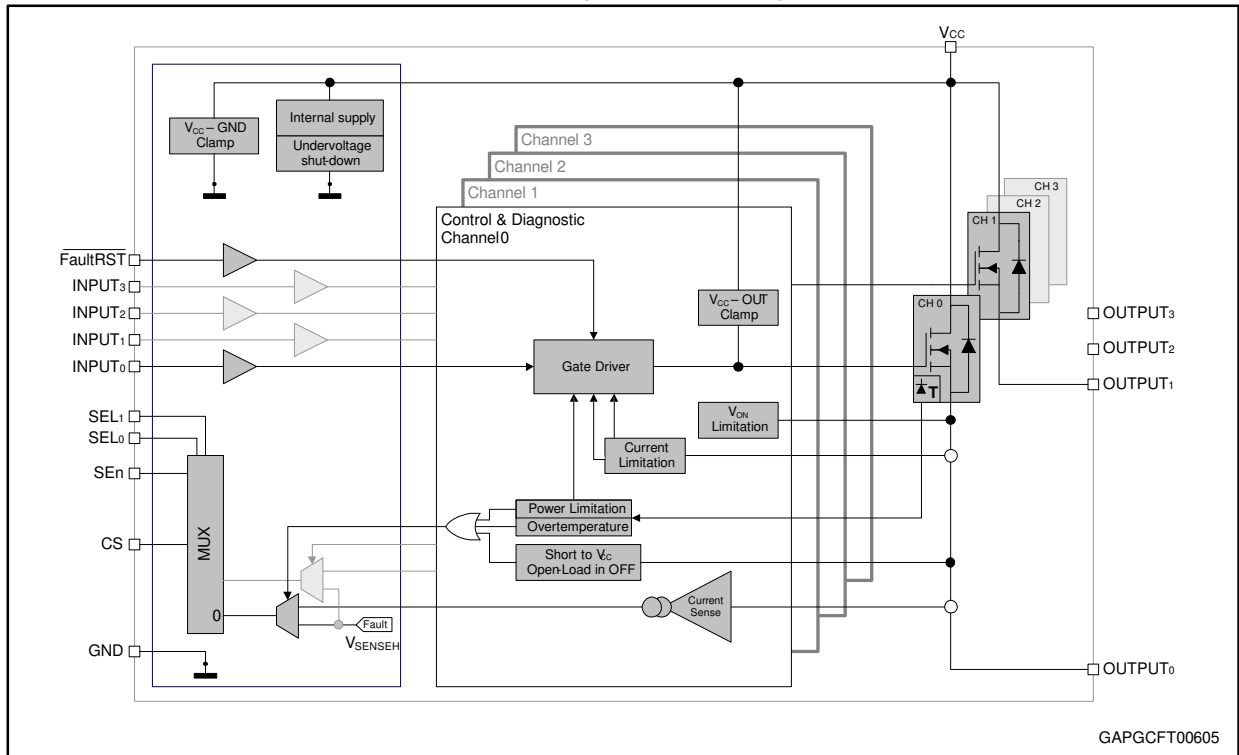 VCC
Internal supply
VCC – GND
Clamp
Undervoltage
shut-down
Channel 3
Channel 2
Channel 1
Control & Diagnostic
Channel 0
CH 3
CH 2
CH 1
CH 0
FaultRST
INPUT3
INPUT2
INPUT1
INPUT0
VCC – OUT
Clamp
Gate Driver
T
OUTPUT3
OUTPUT2
OUTPUT1
SEL1
SEL0
SEn
CS
MUX
0
VON
Limitation
Current
Limitation
Power Limitation
Overtemperature
Short to VCC
Open-Load in OFF
Current
Sense
Fault
VSENSEH
GND
OUTPUT0
GAPGCFT00605